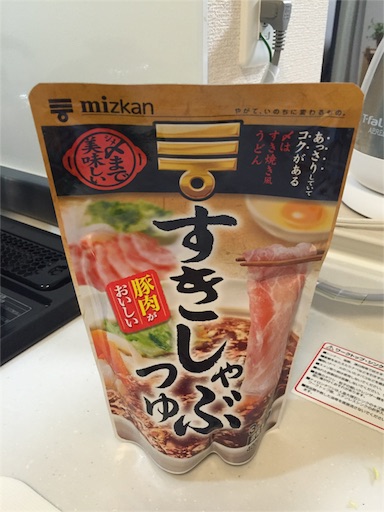 mizkan
やがて、いのちに変わるもの。
〆まで
美味しい
あっさりしていて
コクがある
〆は
すき焼き風
うどん
すきしゃぶ
つゆ
豚肉が
おいしい
T-fal